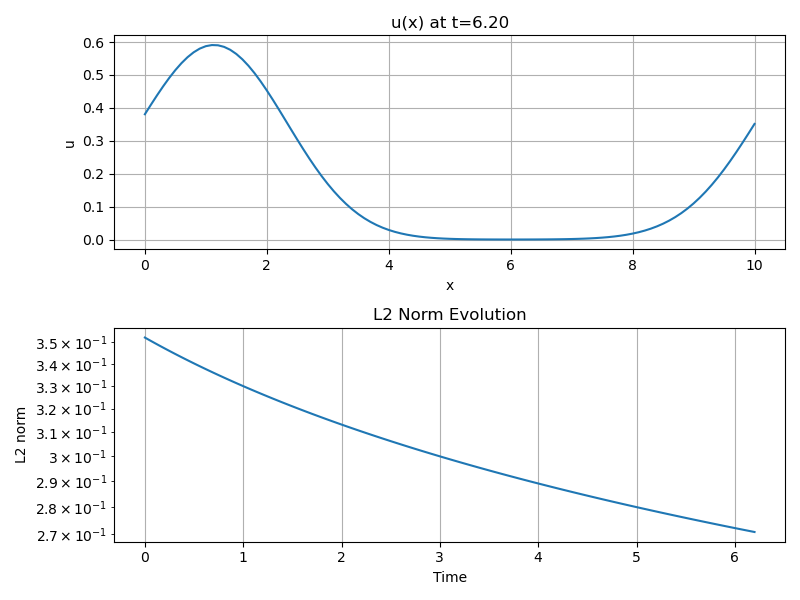 u(x) at t=6.20
0.6
0.5
0.4
0.3
0.2
0.1
0.0
u
0 2 4 6 8 10
x
L2 Norm Evolution
3.5 × 10⁻¹
3.4 × 10⁻¹
3.3 × 10⁻¹
3.2 × 10⁻¹
3.1 × 10⁻¹
3 × 10⁻¹
2.9 × 10⁻¹
2.8 × 10⁻¹
2.7 × 10⁻¹
L2 norm
0 1 2 3 4 5 6
Time